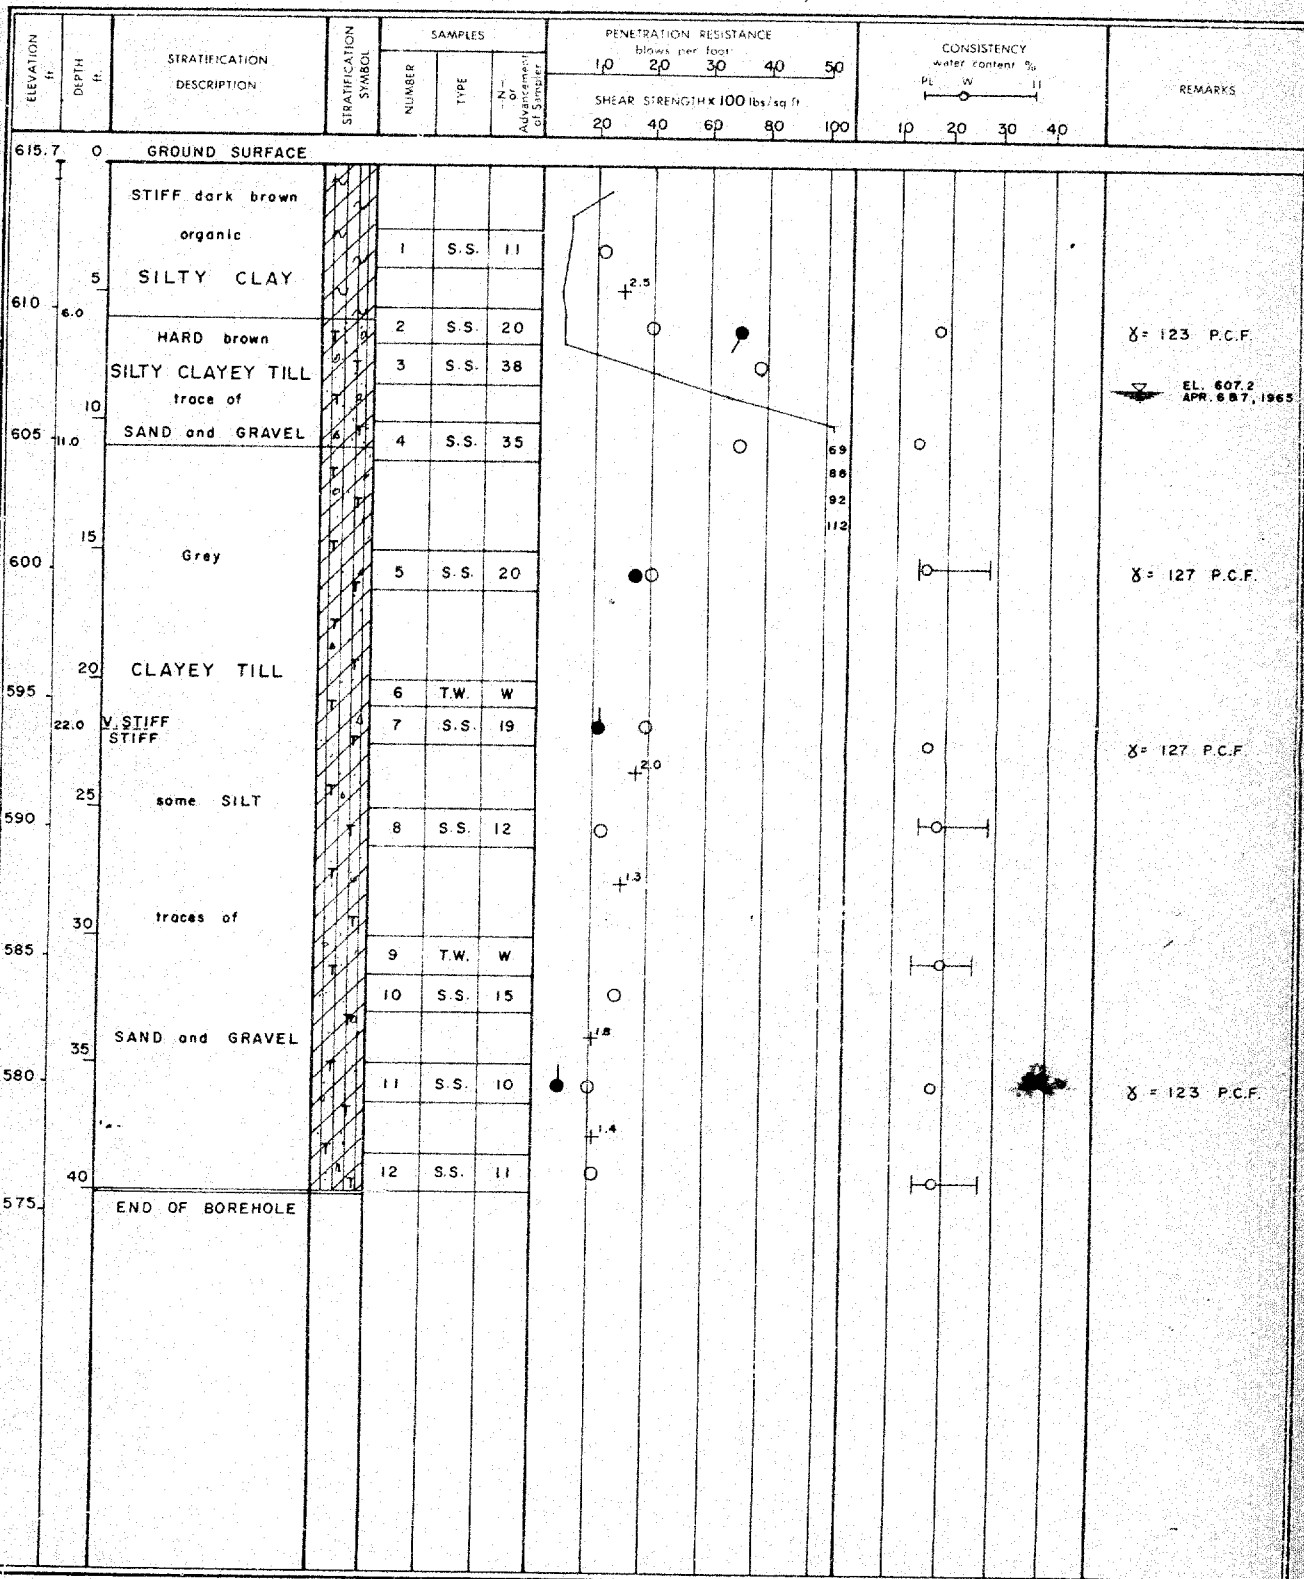 ELEVATION ft
DEPTH ft.
STRATIFICATION DESCRIPTION
STRATIFICATION SYMBOL
SAMPLES
NUMBER
TYPE
-N- or Advancement of Sampler
PENETRATION RESISTANCE
blows per foot
10 20 30 40 50
SHEAR STRENGTH X 100 lbs/sq ft
20 40 60 80 100
CONSISTENCY
water content %
PL W
10 20 30 40
REMARKS
615.7 0 GROUND SURFACE
STIFF dark brown
organic
1 S.S. 11
5 SILTY CLAY
2.5
610
6.0
2 S.S. 20
HARD brown
γ = 123 P.C.F.
SILTY CLAYEY TILL
3 S.S. 38
trace of
EL. 607.2
APR. 6 & 7, 1965
10
605 11.0 SAND and GRAVEL
4 S.S. 35
69
88
92
112
15
600
Grey
5 S.S. 20
γ = 127 P.C.F.
20 CLAYEY TILL
595
6 T.W. W
22.0 V. STIFF
STIFF
7 S.S. 19
γ = 127 P.C.F.
2.0
25 some SILT
590
8 S.S. 12
1.3
30 traces of
585
9 T.W. W
10 S.S. 15
1.8
35 SAND and GRAVEL
580
11 S.S. 10
γ = 123 P.C.F.
1.4
12 S.S. 11
40
575 END OF BOREHOLE